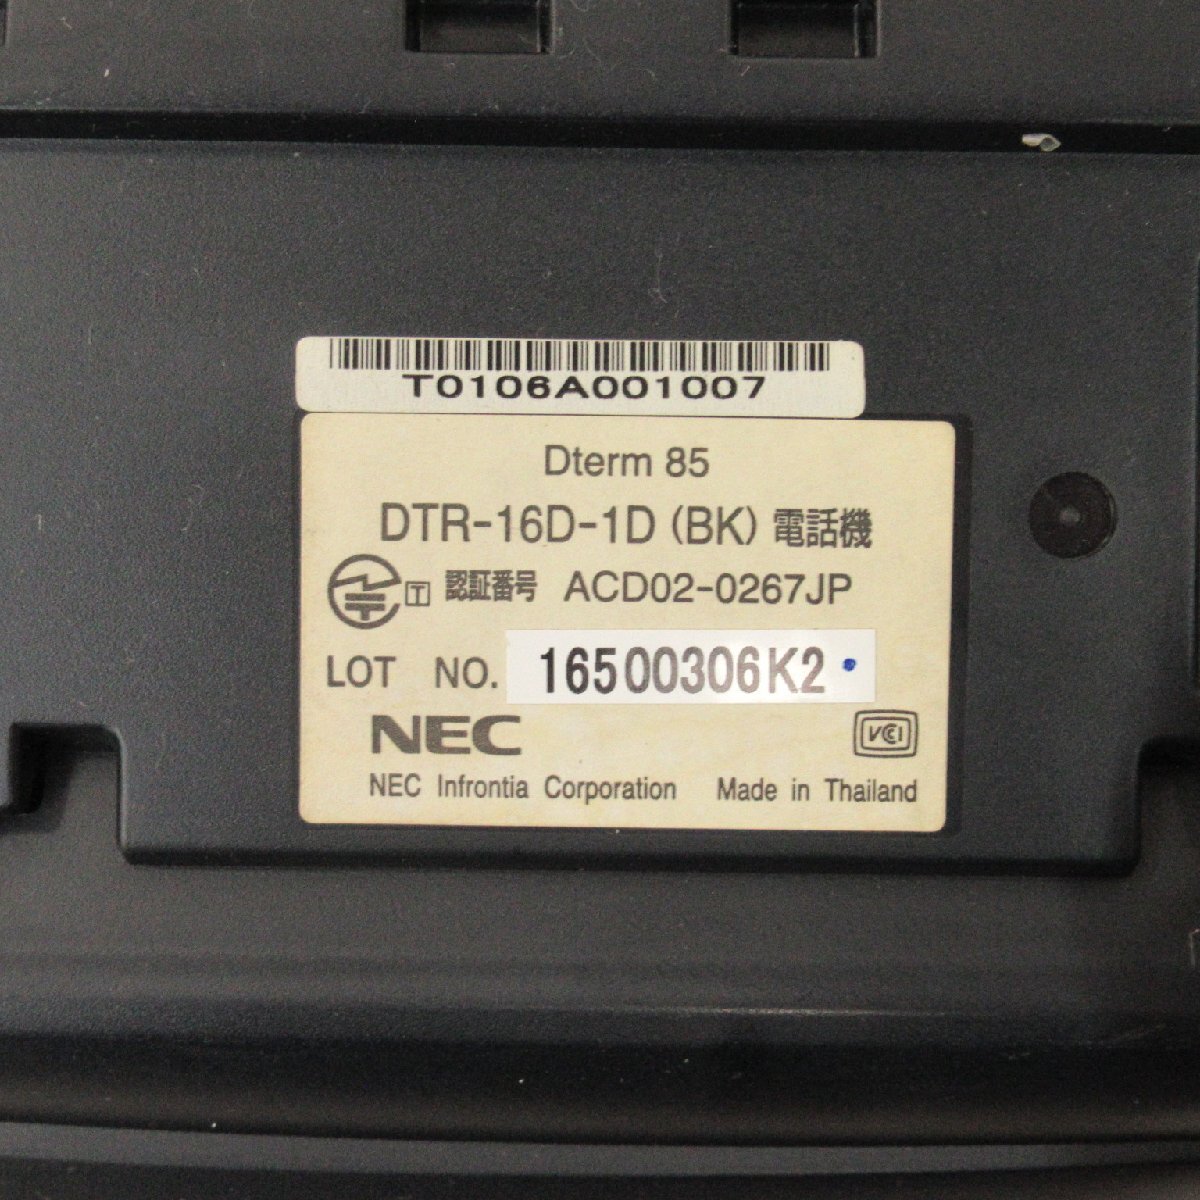 T0106A001007
Dterm 85
DTR-16D-1D (BK) 電話機
T 認証番号 ACD02-0267JP
LOT NO. 16500306K2
NEC VCCI
NEC Infrontia Corporation Made in Thailand